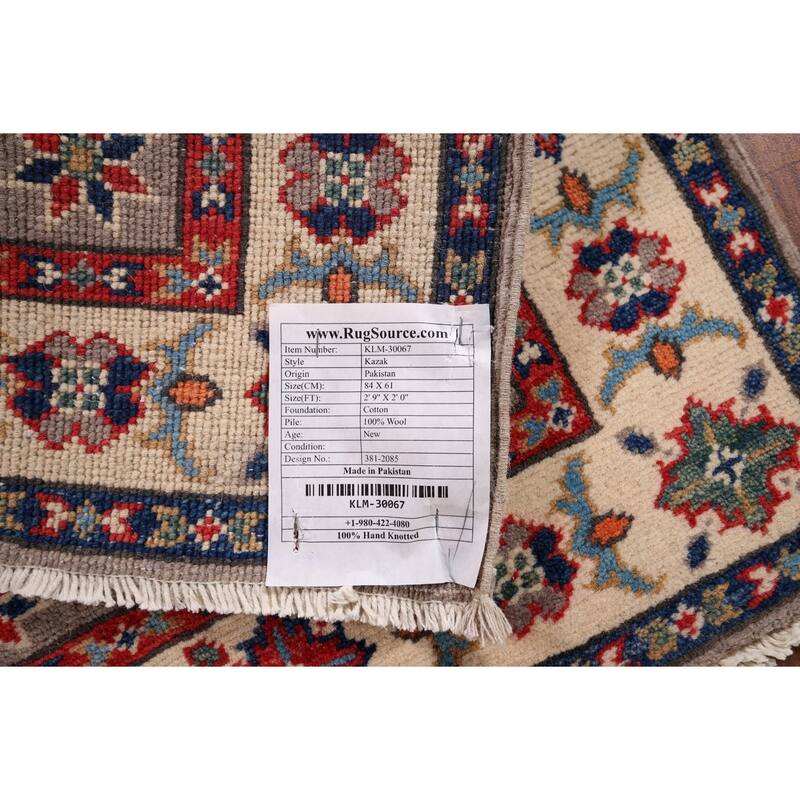 www.RugSource.com
Item Number: KLM-30067
Style Kazak
Origin Pakistan
Size(CM): 84 X 61
Size(FT): 2' 9" X 2' 0"
Foundation: Cotton
Pile: 100% Wool
Age: New
Condition:
Design No.: 381-2085
Made in Pakistan
KLM-30067
+1-980-422-4080
100% Hand Knotted